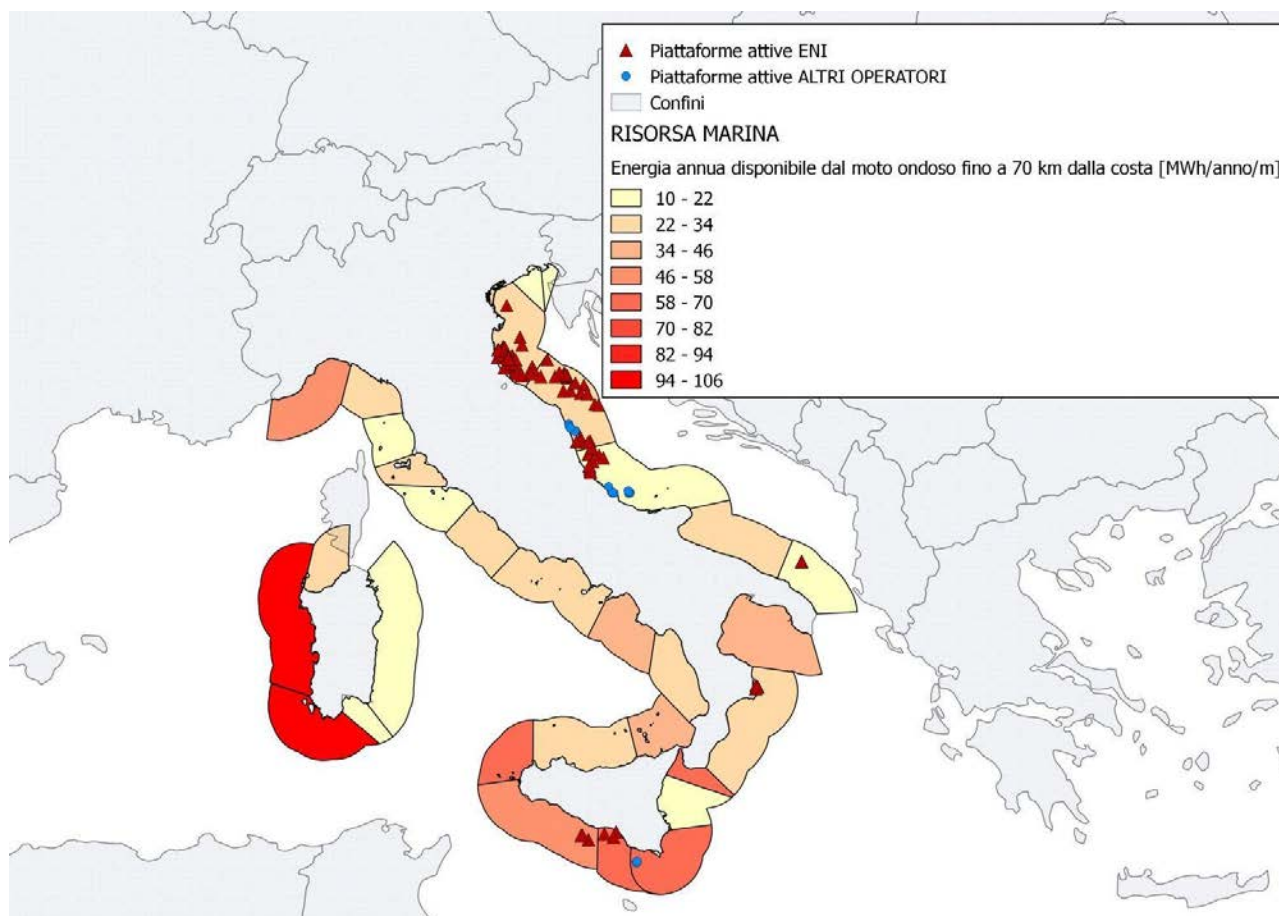 Piattaforme attive ENI
Piattaforme attive ALTRI OPERATORI
Confini
RISORSA MARINA
Energia annua disponibile dal moto ondoso fino a 70 km dalla costa [MWh/anno/m]
10 - 22
22 - 34
34 - 46
46 - 58
58 - 70
70 - 82
82 - 94
94 - 106